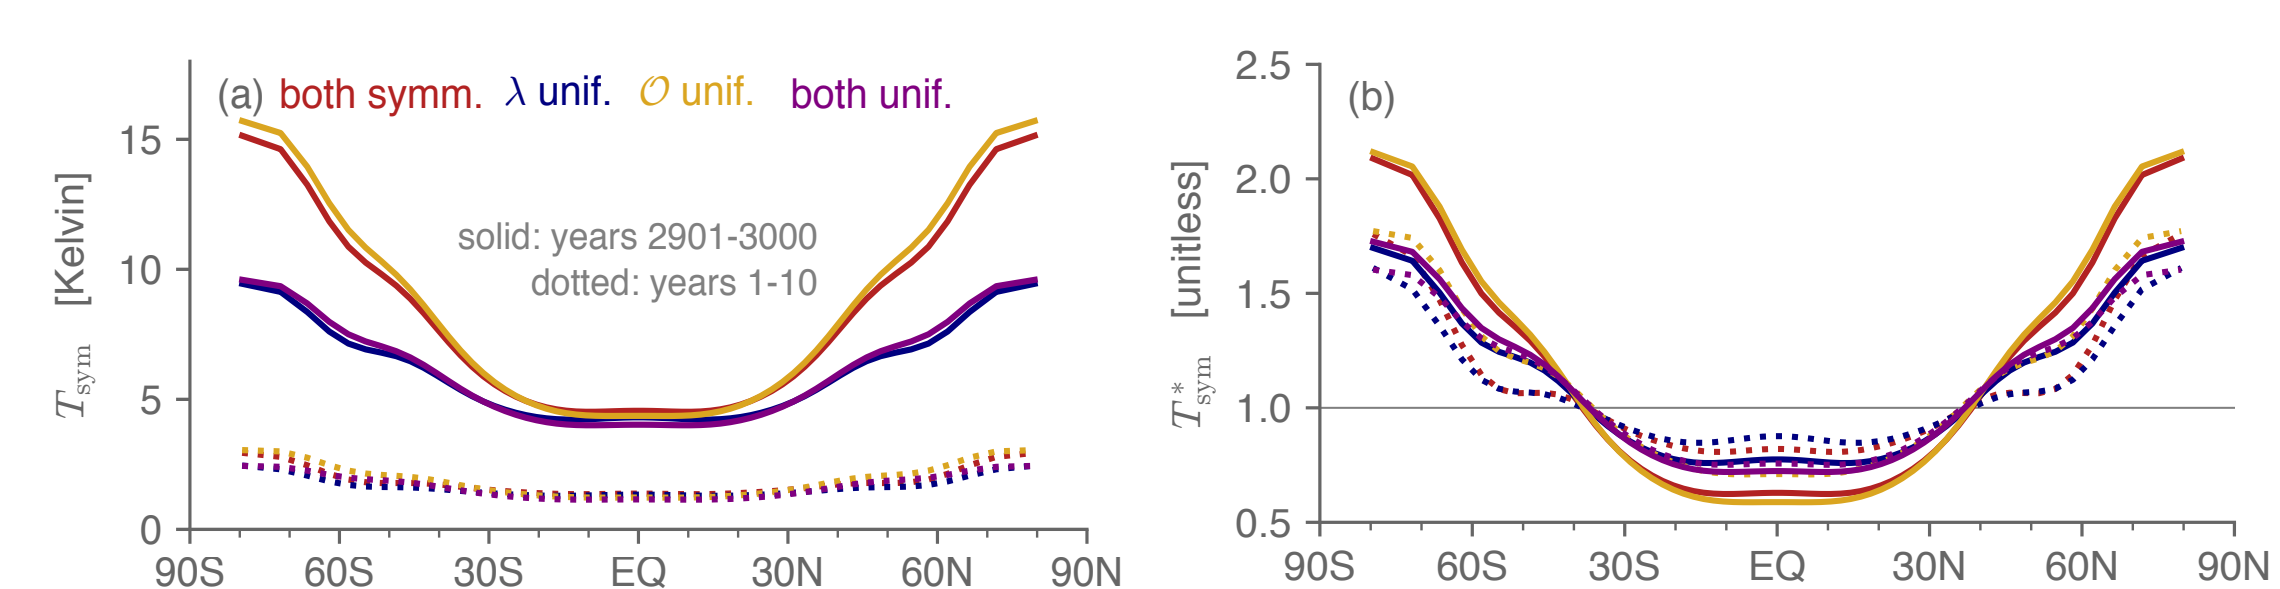 (a) both symm. λ unif. 𝒪 unif. both unif.
solid: years 2901-3000
dotted: years 1-10
T_sym [Kelvin]
15
10
5
0
90S 60S 30S EQ 30N 60N 90N
(b)
T*_sym [unitless]
2.5
2.0
1.5
1.0
0.5
90S 60S 30S EQ 30N 60N 90N